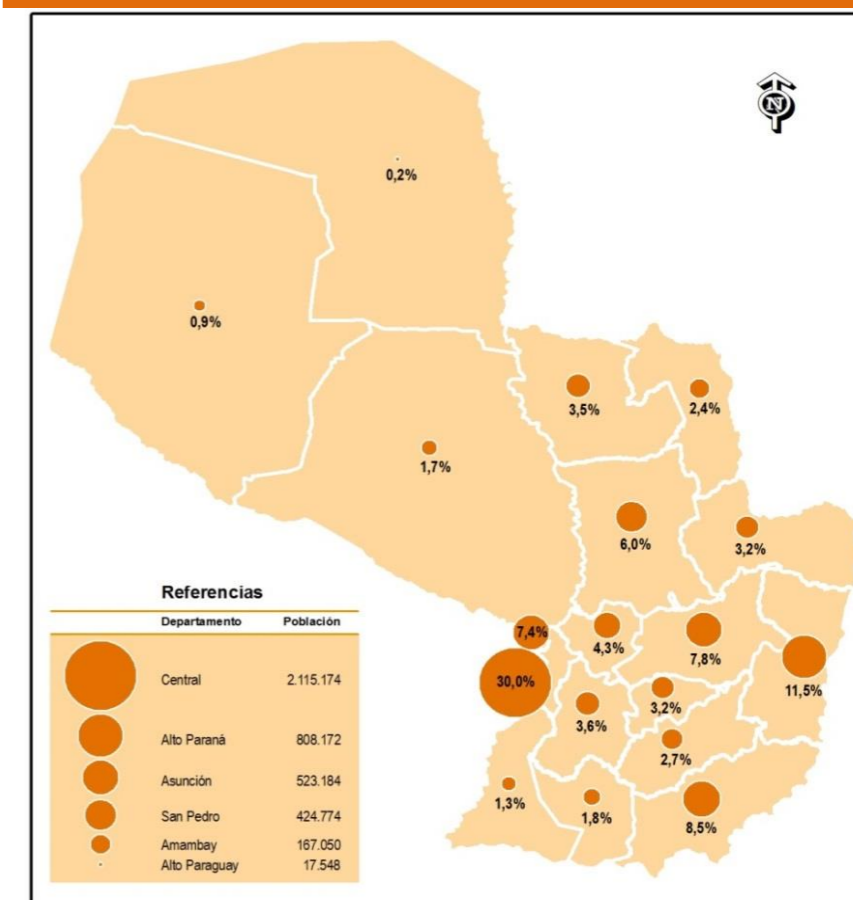 N
0,2%
0,9%
3,5%
2,4%
1,7%
6,0%
3,2%
7,4%
4,3%
7,8%
30,0%
11,5%
3,2%
3,6%
2,7%
1,3%
1,8%
8,5%
Referencias
Departamento Población
Central 2.115.174
Alto Paraná 808.172
Asunción 523.184
San Pedro 424.774
Amambay 167.050
Alto Paraguay 17.548